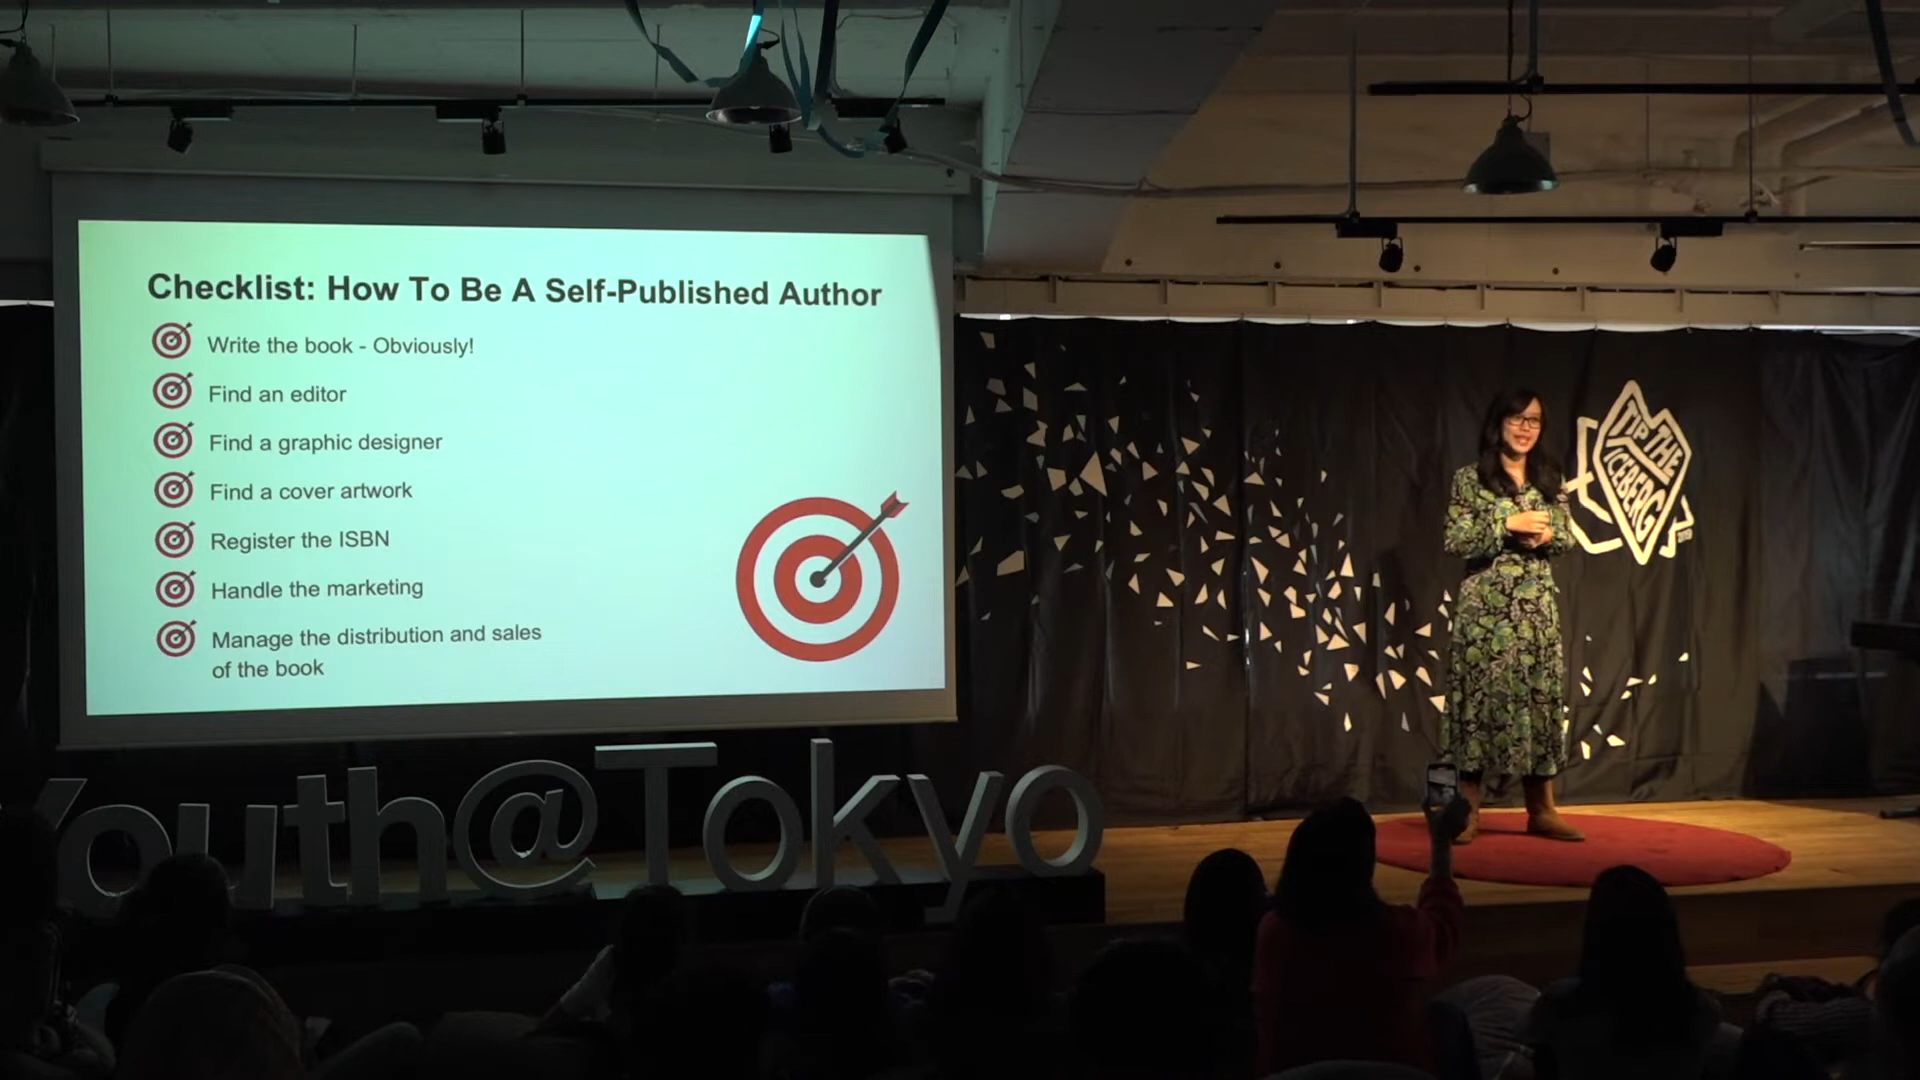 Checklist: How To Be A Self-Published Author
Write the book - Obviously!
Find an editor
Find a graphic designer
Find a cover artwork
Register the ISBN
Handle the marketing
Manage the distribution and sales
of the book
TIP THE
ICEBERG
2019
Youth@Tokyo